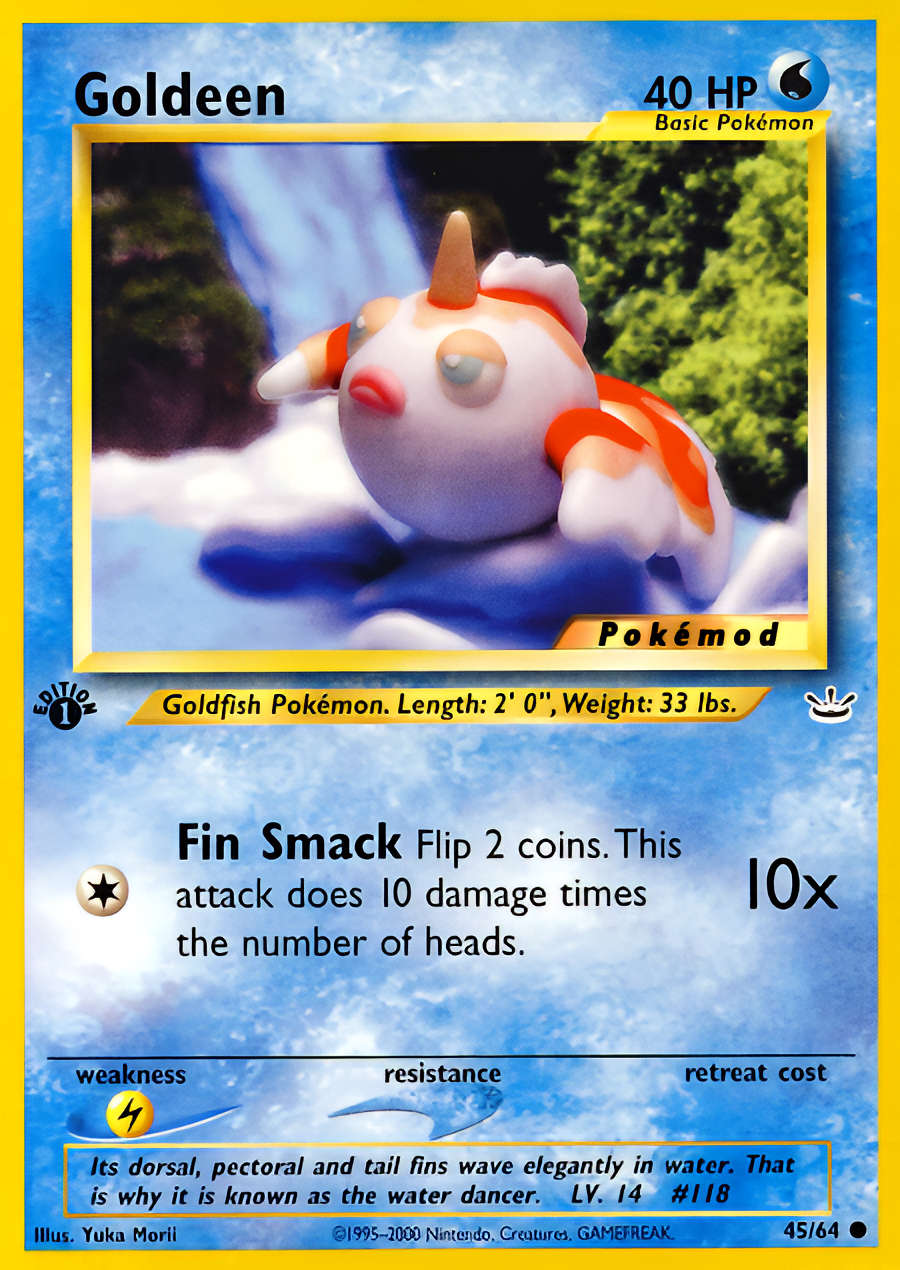 Goldeen
40 HP
Basic Pokémon
Pokémod
EDITION
1
Goldfish Pokémon. Length: 2' 0", Weight: 33 lbs.
Fin Smack Flip 2 coins. This
attack does 10 damage times
the number of heads.
10x
weakness
resistance
retreat cost
Its dorsal, pectoral and tail fins wave elegantly in water. That
is why it is known as the water dancer. LV. 14 #118
Illus. Yuka Morii
©1995-2000 Nintendo, Creatures, GAMEFREAK.
45/64